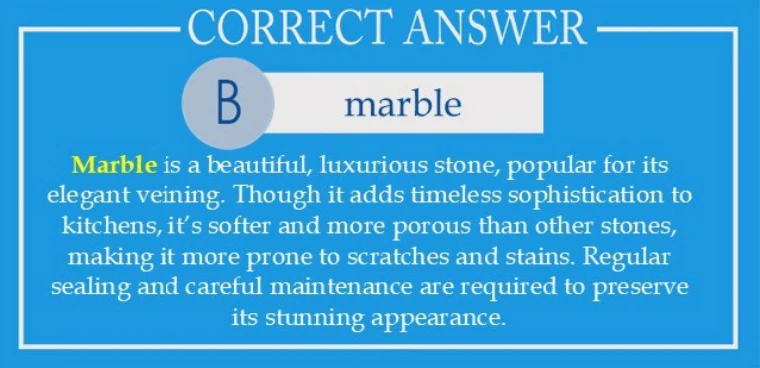 CORRECT ANSWER
B marble
Marble is a beautiful, luxurious stone, popular for its
elegant veining. Though it adds timeless sophistication to
kitchens, it’s softer and more porous than other stones,
making it more prone to scratches and stains. Regular
sealing and careful maintenance are required to preserve
its stunning appearance.